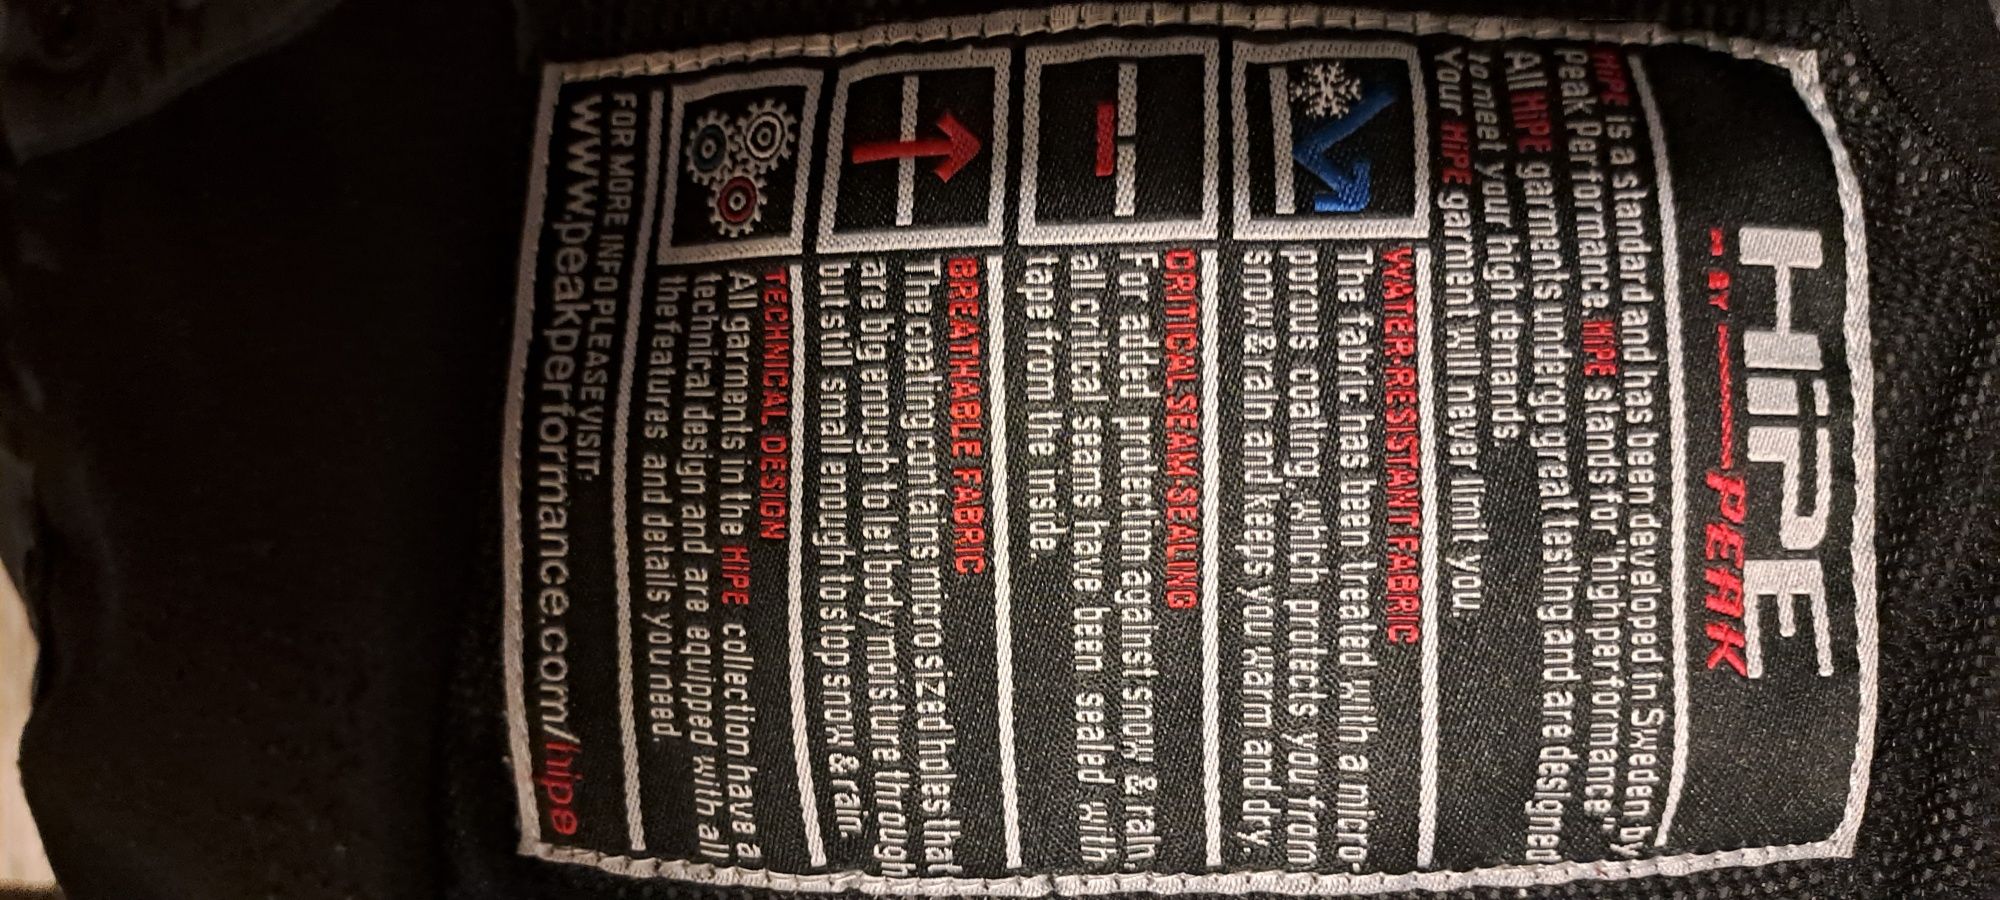 HiPE
BY PEAK
HiPE is a standard and has been developed in Sweden by
Peak Performance. HiPE stands for "high performance".
All HiPE garments undergo great testing and are designed
to meet your high demands
Your HiPE garment will never limit you
WATER-RESISTANT FABRIC
The fabric has been treated with a micro-
porous coating, which protects you from
snow & rain and keeps you warm and dry.
CRITICAL SEAM-SEALING
For added protection against snow & rain,
all critical seams have been sealed with
tape from the inside.
BREATHABLE FABRIC
The coating contains micro sized holes that
are big enough to let body moisture through
but still small enough to stop snow & rain.
TECHNICAL DESIGN
All garments in the HIPE collection have a
technical design and are equipped with all
the features and details you need.
FOR MORE INFO PLEASE VISIT:
www.peakperformance.com/hipe